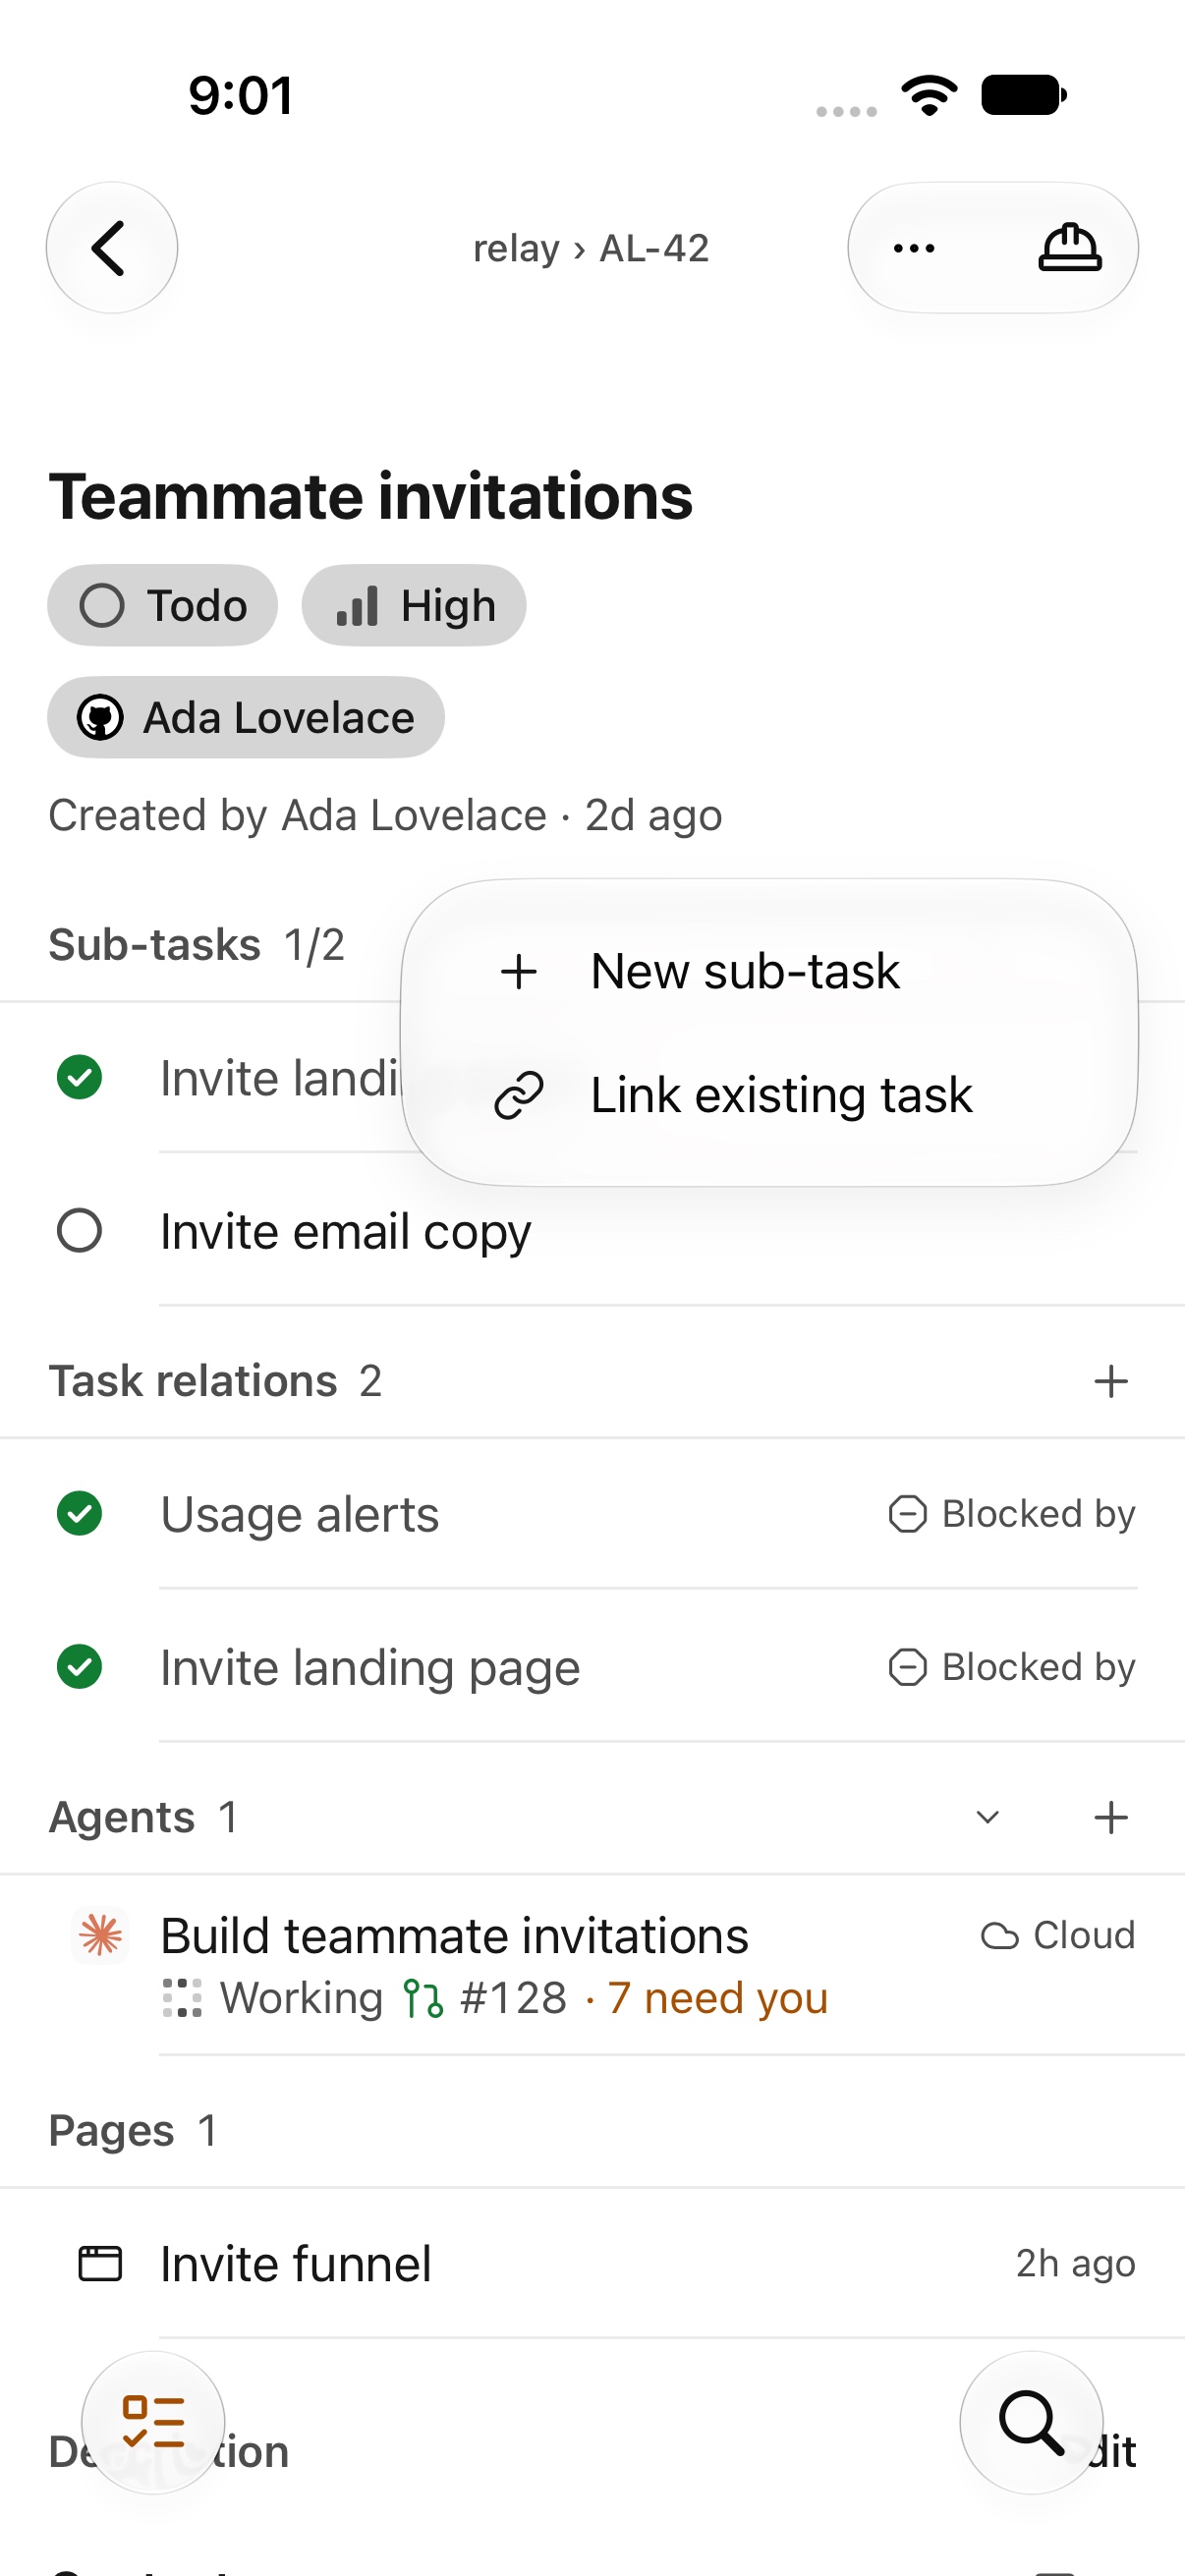 9:01
relay › AL-42
Teammate invitations
Todo
High
Ada Lovelace
Created by Ada Lovelace · 2d ago
Sub-tasks 1/2
New sub-task
Invite landi
Link existing task
Invite email copy
Task relations 2
Usage alerts
Blocked by
Invite landing page
Blocked by
Agents 1
Build teammate invitations
Cloud
Working #128 · 7 need you
Pages 1
Invite funnel
2h ago